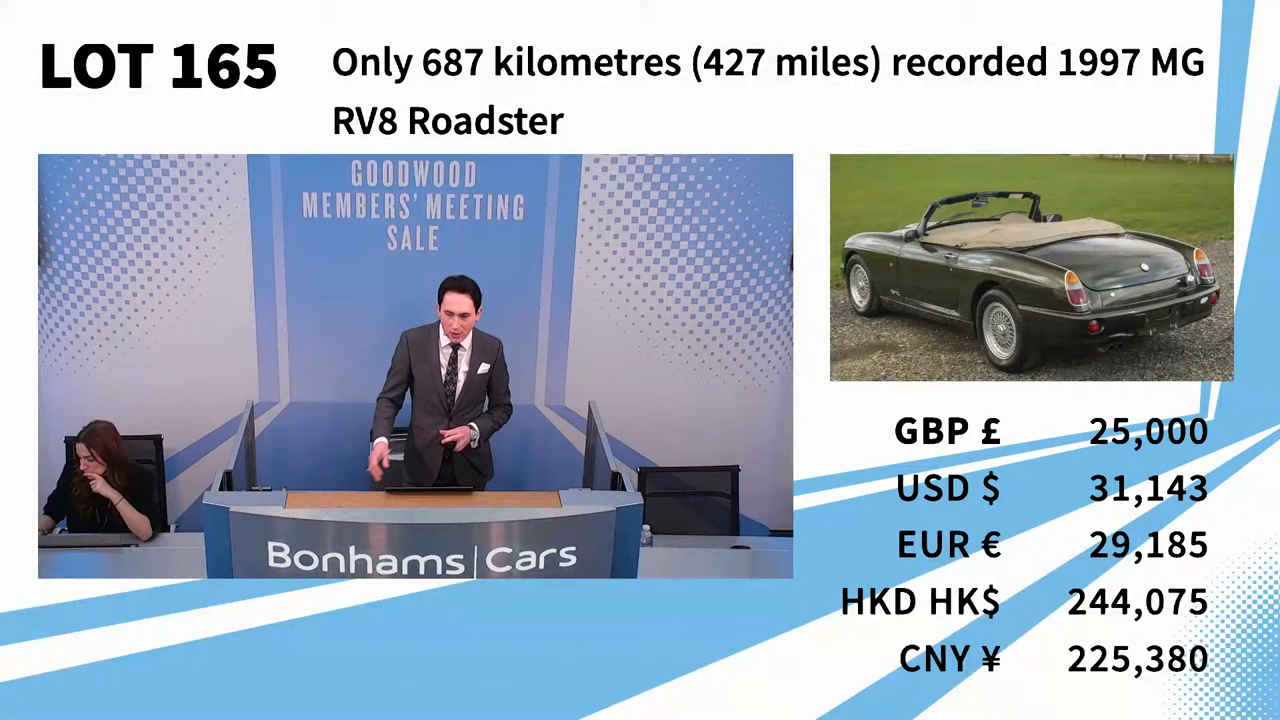 LOT 165
Only 687 kilometres (427 miles) recorded 1997 MG
RV8 Roadster
GOODWOOD
MEMBERS' MEETING
SALE
Bonhamsǀ Cars
GBP £ 25,000
USD $ 31,143
EUR € 29,185
HKD HK$ 244,075
CNY ¥ 225,380